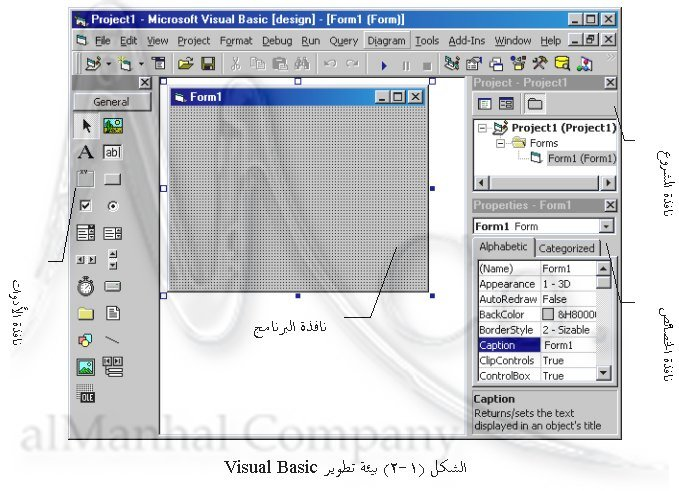 Project1 - Microsoft Visual Basic [design] - [Form1 (Form)]
File Edit View Project Format Debug Run Query Diagram Tools Add-Ins Window Help
General
A
ab
xy
OLE
Form1
Project - Project1
Project1 (Project1)
Forms
Form1 (Form1)
Properties - Form1
Form1 Form
Alphabetic Categorized
(Name) Form1
Appearance 1 - 3D
AutoRedraw False
BackColor &H8000
BorderStyle 2 - Sizable
Caption Form1
ClipControls True
ControlBox True
Caption
Returns/sets the text
displayed in an object's title
نافذة المشروع
نافذة الخصائص
نافذة الأدوات
نافذة البرنامج
alManhal Company
الشكل (١-٢) بيئة تطوير Visual Basic